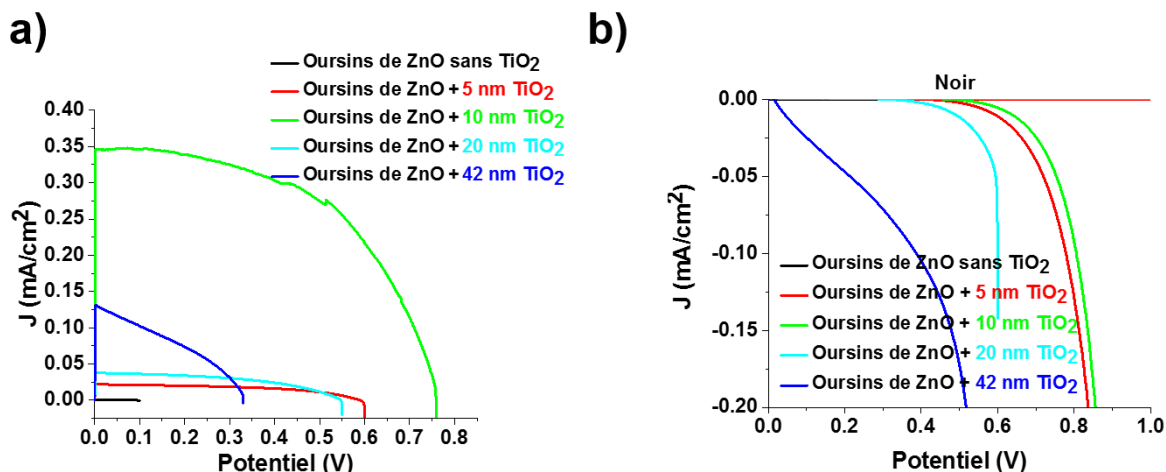 a)
Oursins de ZnO sans TiO2
Oursins de ZnO + 5 nm TiO2
Oursins de ZnO + 10 nm TiO2
Oursins de ZnO + 20 nm TiO2
Oursins de ZnO + 42 nm TiO2
J (mA/cm2)
0.40
0.35
0.30
0.25
0.20
0.15
0.10
0.05
0.00
0.0 0.1 0.2 0.3 0.4 0.5 0.6 0.7 0.8
Potentiel (V)
b)
Noir
J (mA/cm2)
0.00
-0.05
-0.10
-0.15
-0.20
Oursins de ZnO sans TiO2
Oursins de ZnO + 5 nm TiO2
Oursins de ZnO + 10 nm TiO2
Oursins de ZnO + 20 nm TiO2
Oursins de ZnO + 42 nm TiO2
0.0 0.2 0.4 0.6 0.8 1.0
Potentiel (V)